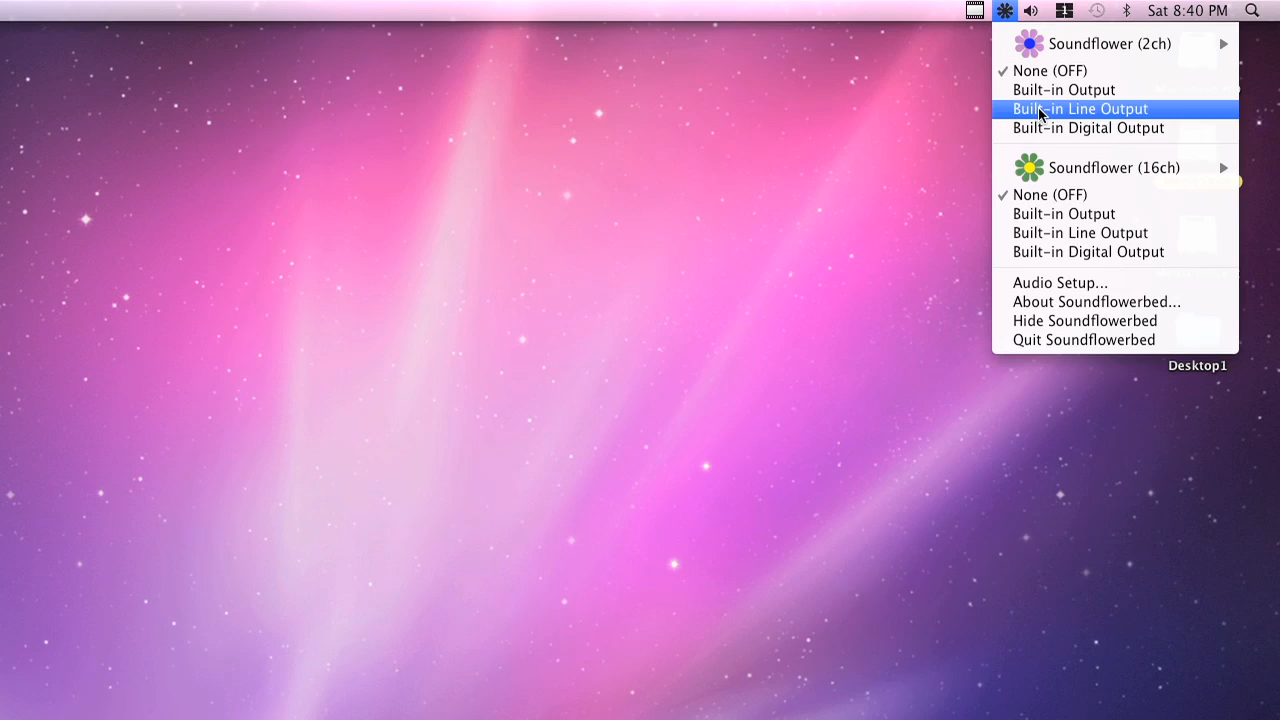 1 Sat 8:40 PM
Soundflower (2ch)
None (OFF)
Built-in Output
Built-in Line Output
Built-in Digital Output
Soundflower (16ch)
None (OFF)
Built-in Output
Built-in Line Output
Built-in Digital Output
Audio Setup...
About Soundflowerbed...
Hide Soundflowerbed
Quit Soundflowerbed
Desktop1